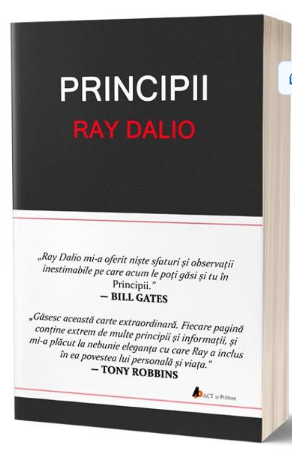 PRINCIPII
RAY DALIO
„Ray Dalio mi-a oferit niște sfaturi și observații
inestimabile pe care acum le poți găsi și tu în
Principii.”
— BILL GATES
„Găsesc această carte extraordinară. Fiecare pagină
conține extrem de multe principii și informații, și
mi-a plăcut la nebunie eleganța cu care Ray a inclus
în ea povestea lui personală și viața.”
— TONY ROBBINS
ACT și Politon